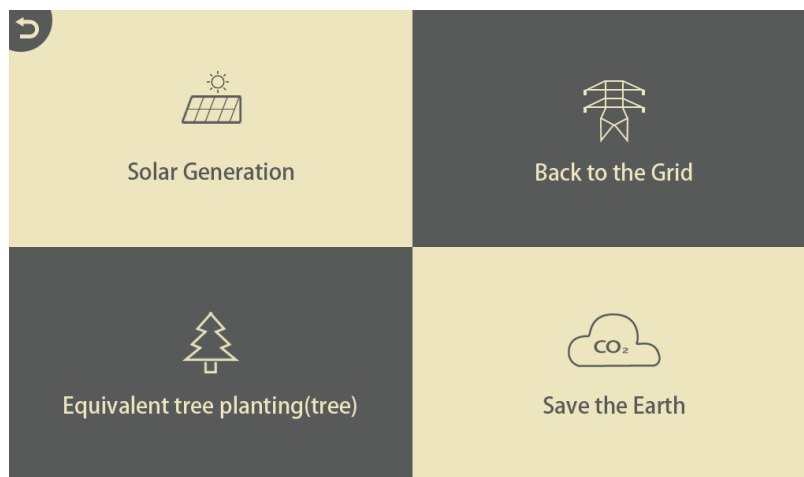 Solar Generation
Back to the Grid
Equivalent tree planting(tree)
CO₂
Save the Earth